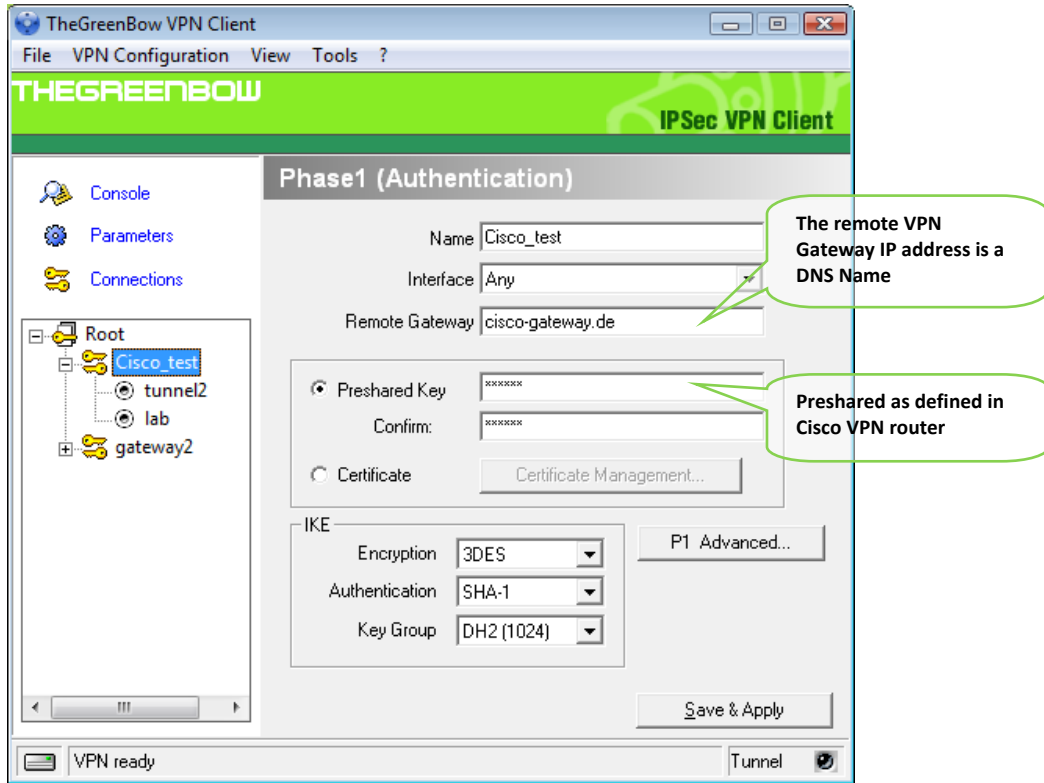 TheGreenBow VPN Client
File VPN Configuration View Tools ?
THEGREENBOW
IPSec VPN Client
Console
Parameters
Connections
Root
Cisco_test
tunnel2
lab
gateway2
Phase1 (Authentication)
Name Cisco_test
Interface Any
Remote Gateway cisco-gateway.de
Preshared Key ××××××
Confirm: ××××××
Certificate Certificate Management...
IKE
Encryption 3DES
Authentication SHA-1
Key Group DH2 (1024)
P1 Advanced...
Save & Apply
VPN ready
Tunnel
The remote VPN
Gateway IP address is a
DNS Name
Preshared as defined in
Cisco VPN router